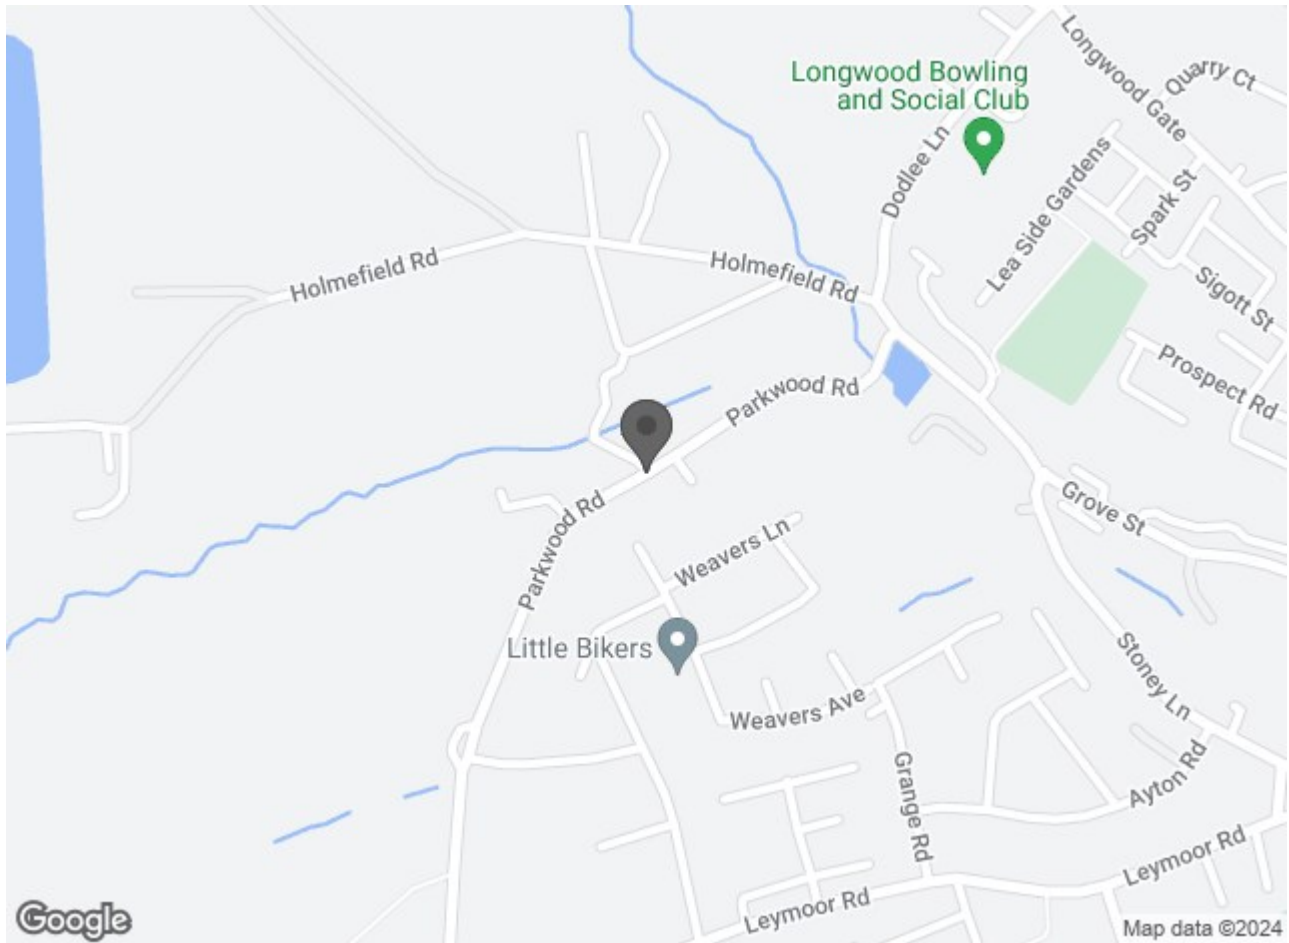 Longwood Gate
Quarry Ct
Longwood Bowling
and Social Club
Dodlee Ln
Lea Side Gardens
Spark St
Holmefield Rd
Holmefield Rd
Sigott St
Prospect Rd
Parkwood Rd
Grove St
Parkwood Rd
Weavers Ln
Little Bikers
Stoney Ln
Weavers Ave
Grange Rd
Ayton Rd
Leymoor Rd
Leymoor Rd
Google
Map data ©2024